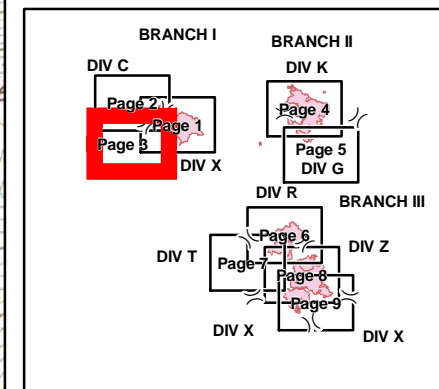 BRANCH I
BRANCH II
DIV C
DIV K
Page 2
Page 1
Page 4
Page 3
Page 5
DIV X
DIV G
DIV R
BRANCH III
Page 6
DIV Z
DIV T
Page 7
Page 8
Page 9
DIV X
DIV X